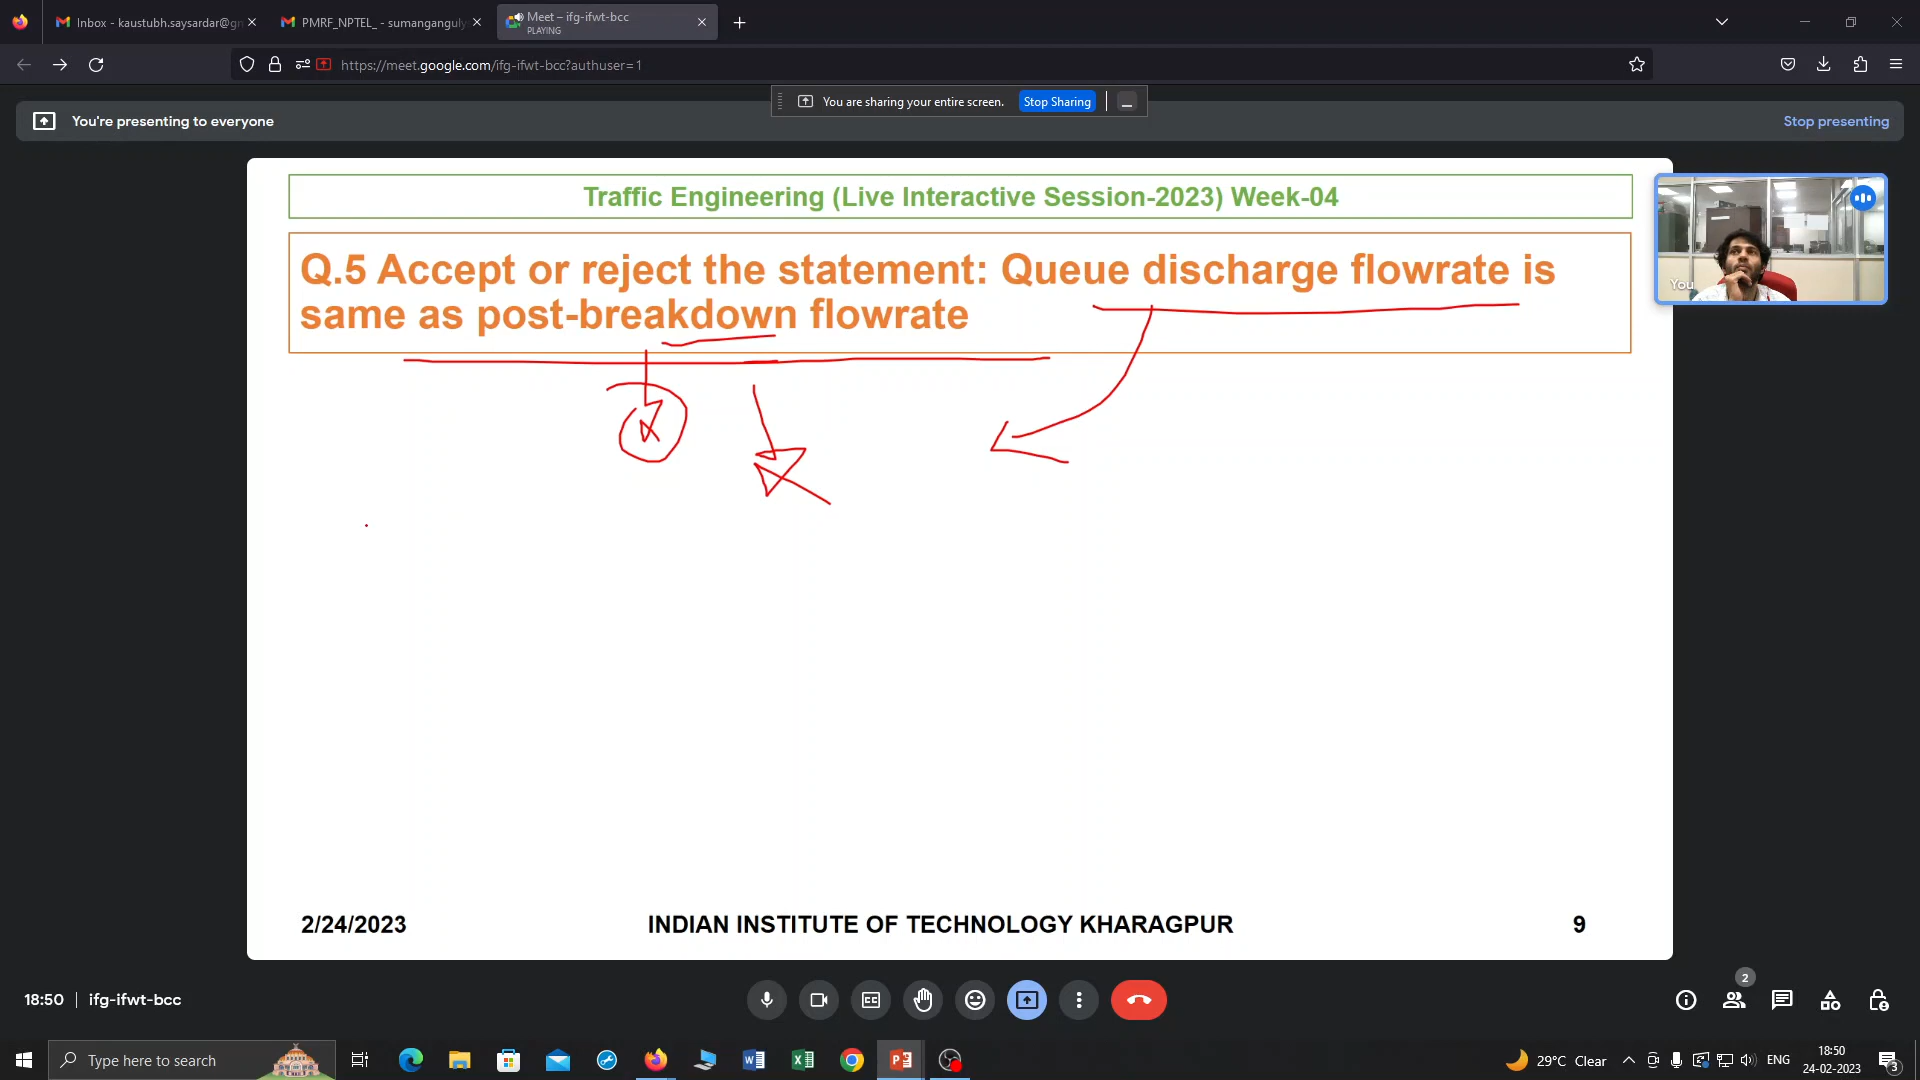 Inbox - kaustubh.saysardar@gm
PMRF_NPTEL_ - sumanganguly
Meet – ifg-ifwt-bcc
PLAYING
https://meet.google.com/ifg-ifwt-bcc?authuser=1
You are sharing your entire screen.
Stop Sharing
You're presenting to everyone
Stop presenting
Traffic Engineering (Live Interactive Session-2023) Week-04
Q.5 Accept or reject the statement: Queue discharge flowrate is
same as post-breakdown flowrate
You
2/24/2023
INDIAN INSTITUTE OF TECHNOLOGY KHARAGPUR
9
18:50 | ifg-ifwt-bcc
2
Type here to search
29°C Clear
ENG
18:50
24-02-2023
3